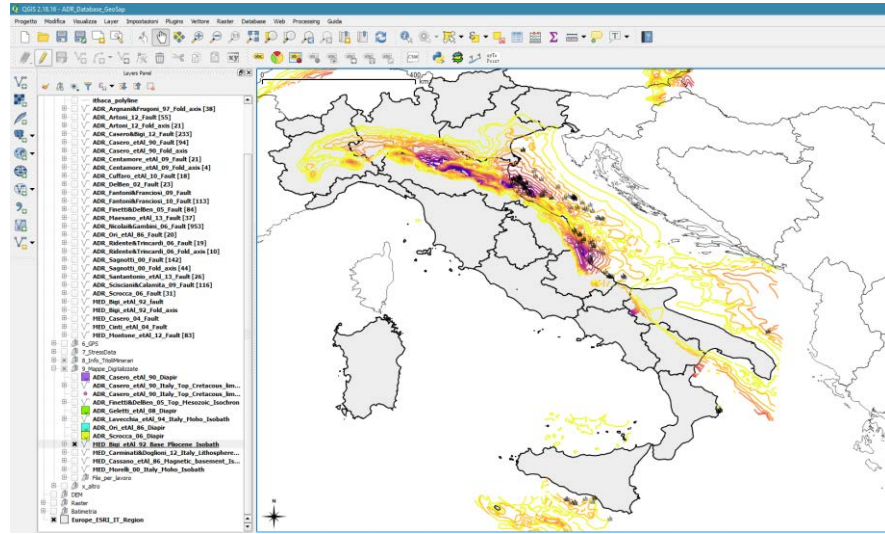 QGIS 2.18.16 - ADR_Database_GeoSap
Progetto Modifica Visualizza Layer Impostazioni Plugins Vettore Raster Database Web Processing Guida
Layers Panel
ithaca_polyline
ADR_Argnani&Frugoni_97_Fold_axis [38]
ADR_Artoni_12_Fault [55]
ADR_Artoni_12_Fold_axis [21]
ADR_Casero&Bigi_12_Fault [233]
ADR_Casero_etAl_90_Fault [94]
ADR_Casero_etAl_90_Fold_axis
ADR_Centamore_etAl_09_Fault [21]
ADR_Centamore_etAl_09_Fold_axis [4]
ADR_Cuffaro_etAl_10_Fault [18]
ADR_DelBen_02_Fault [23]
ADR_Fantoni&Franciosi_09_Fault
ADR_Fantoni&Franciosi_10_Fault [113]
ADR_Finetti&DelBen_05_Fault [84]
ADR_Maesano_etAl_13_Fault [37]
ADR_Nicolai&Gambini_06_Fault [953]
ADR_Ori_etAl_86_Fault [20]
ADR_Ridente&Trincardi_06_Fault [19]
ADR_Ridente&Trincardi_06_Fold_axis [10]
ADR_Sagnotti_00_Fault [142]
ADR_Sagnotti_00_Fold_axis [44]
ADR_Santantonio_etAl_13_Fault [26]
ADR_Scisciani&Calamita_09_Fault [116]
ADR_Scrocca_06_Fault [31]
MED_Bigi_etAl_92_fault
MED_Bigi_etAl_92_Fold_axis
MED_Casero_04_Fault
MED_Cinti_etAl_04_Fault
MED_Montone_etAl_12_Fault [83]
6_GPS
7_StressData
8_Info_TitoliMinerari
9_Mappe_Digitalizzate
ADR_Casero_etAl_90_Diapir
ADR_Casero_etAl_90_Italy_Top_Cretacous_lim...
ADR_Casero_etAl_90_Italy_Top_Cretacous_lim...
ADR_Finetti&DelBen_05_Top_Mesozoic_Isochron
ADR_Geletti_etAl_08_Diapir
ADR_Lavecchia_etAl_94_Italy_Moho_Isobath
ADR_Ori_etAl_86_Diapir
ADR_Scrocca_06_Diapir
MED_Bigi_etAl_92_Base_Pliocene_Isobath
MED_Carminati&Doglioni_12_Italy_Lithosphere...
MED_Cassano_etAl_86_Magnetic_basement_Is...
MED_Morelli_00_Italy_Moho_Isobath
File_per_lavoro
x_altro
DEM
Raster
Batimetria
Europe_ESRI_IT_Region
0 400
km